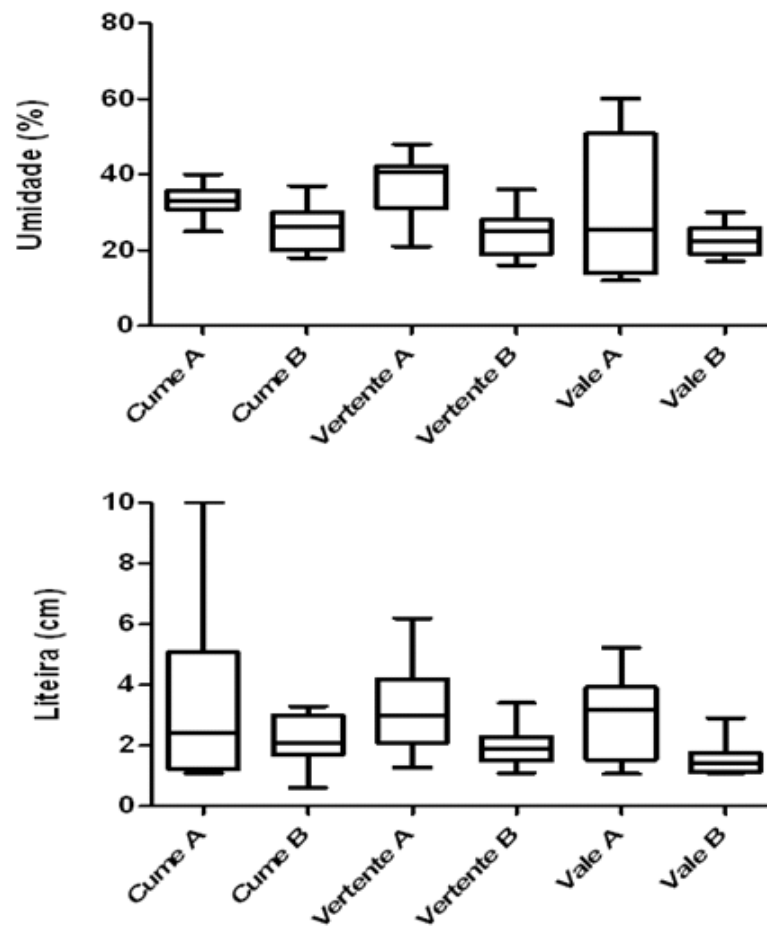 Umidade (%)
80
60
40
20
0
Cume A
Cume B
Vertente A
Vertente B
Vale A
Vale B
Liteira (cm)
10
8
6
4
2
0
Cume A
Cume B
Vertente A
Vertente B
Vale A
Vale B